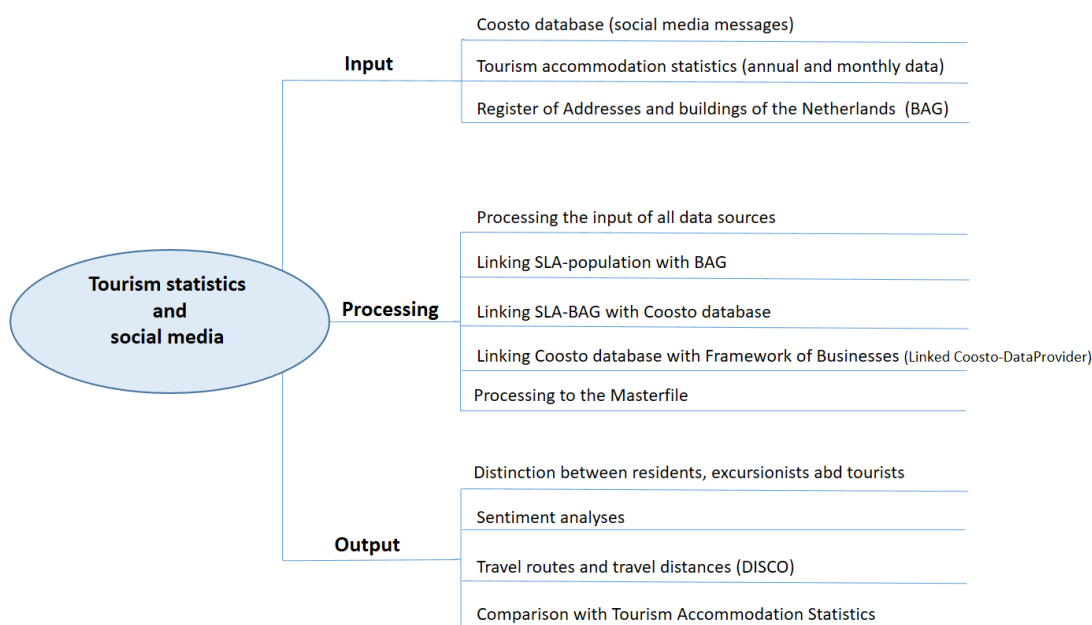 Coosto database (social media messages)
Input
Tourism accommodation statistics (annual and monthly data)
Register of Addresses and buildings of the Netherlands (BAG)
Processing the input of all data sources
Linking SLA-population with BAG
Tourism statistics
and
social media
Processing
Linking SLA-BAG with Coosto database
Linking Coosto database with Framework of Businesses (Linked Coosto-DataProvider)
Processing to the Masterfile
Distinction between residents, excursionists abd tourists
Sentiment analyses
Output
Travel routes and travel distances (DISCO)
Comparison with Tourism Accommodation Statistics